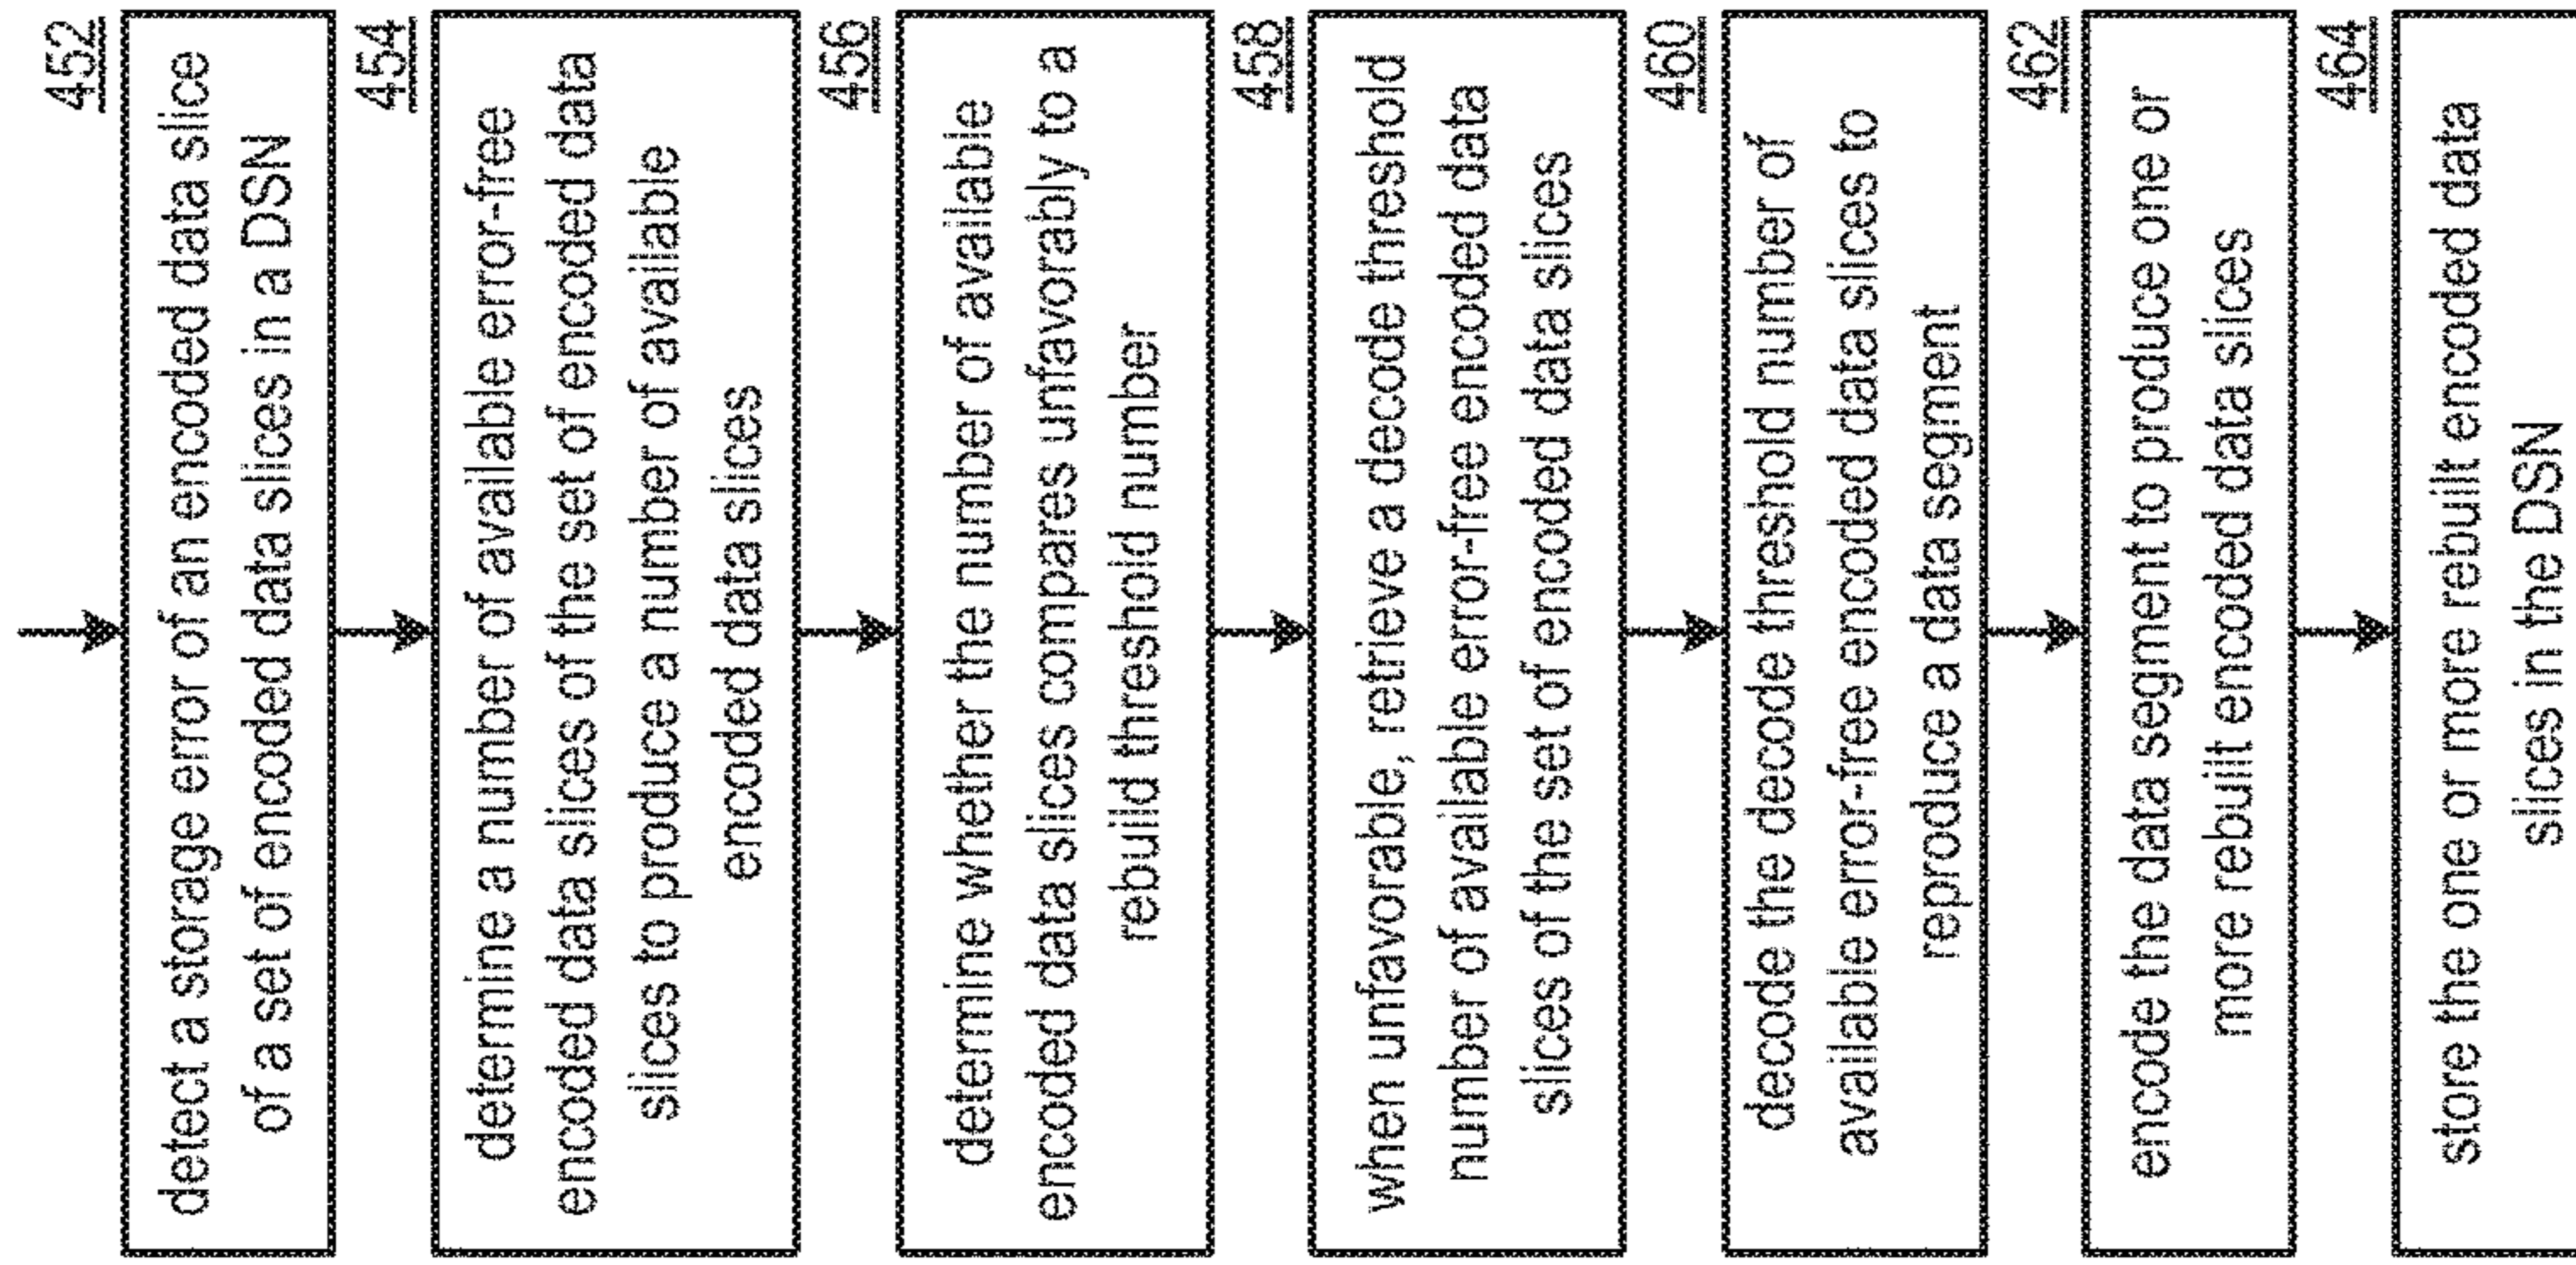 452
detect a storage error of an encoded data slice
of a set of encoded data slices in a DSN
454
determine a number of available error-free
encoded data slices of the set of encoded data
slices to produce a number of available
encoded data slices
456
determine whether the number of available
encoded data slices compares unfavorably to a
rebuild threshold number
458
when unfavorable, retrieve a decode threshold
number of available error-free encoded data
slices of the set of encoded data slices
460
decode the decode threshold number of
available error-free encoded data slices to
reproduce a data segment
462
encode the data segment to produce one or
more rebuilt encoded data slices
464
store the one or more rebuilt encoded data
slices in the DSN